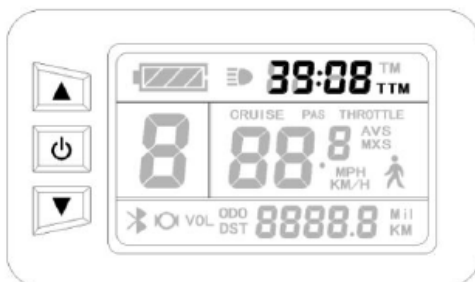 39:08 TM
TTM
CRUISE PAS THROTTLE
8 88.8 AVS
MXS
MPH
KM/H
VOL ODO 8888.8 Mil
DST KM